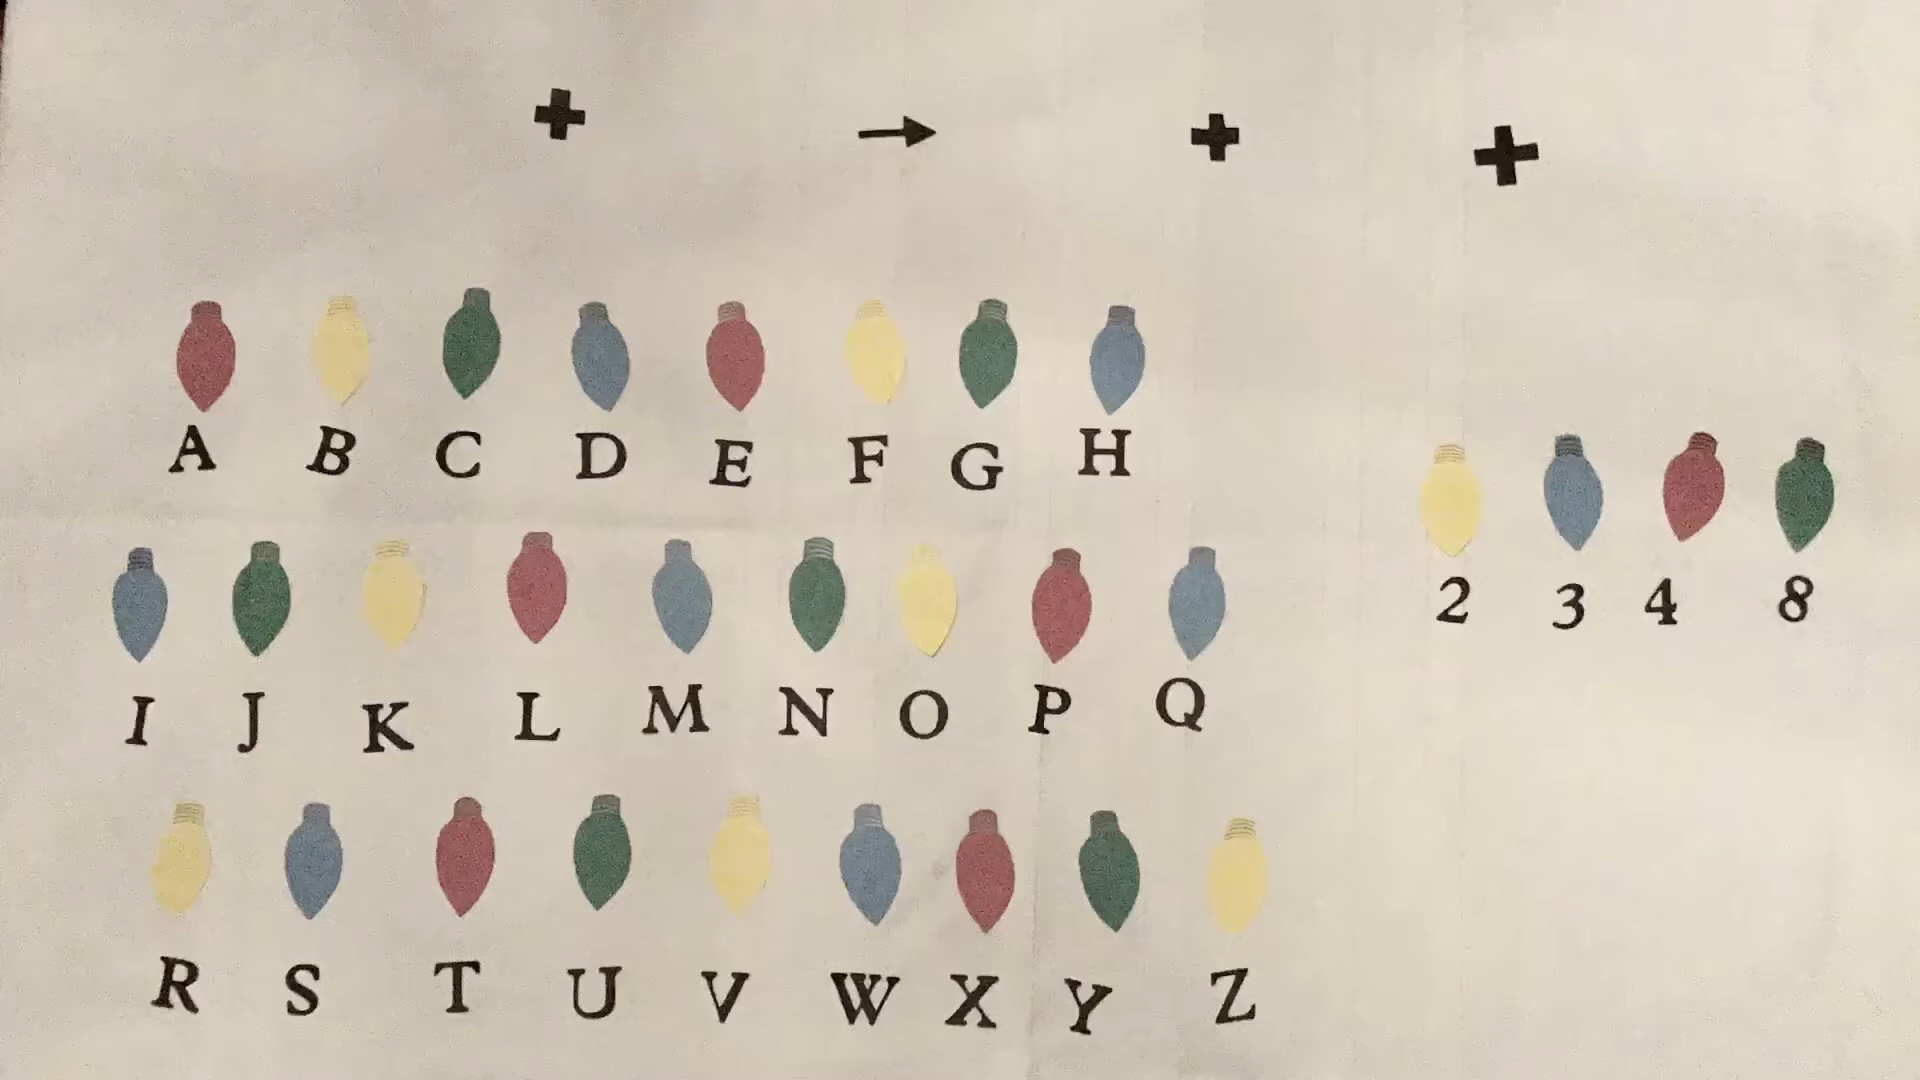 + → + +
A B C D E F G H
2 3 4 8
I J K L M N O P Q
R S T U V W X Y Z